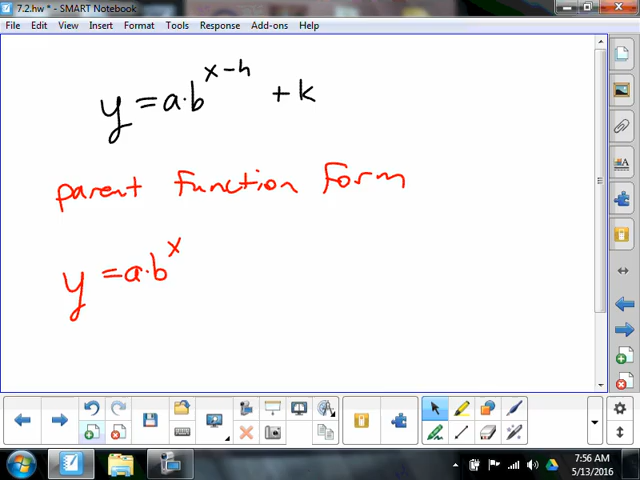 7.2.hw * - SMART Notebook
File Edit View Insert Format Tools Response Add-ons Help
y = a·b^(x-h) + k
parent function form
y = a·b^x
7:56 AM
5/13/2016